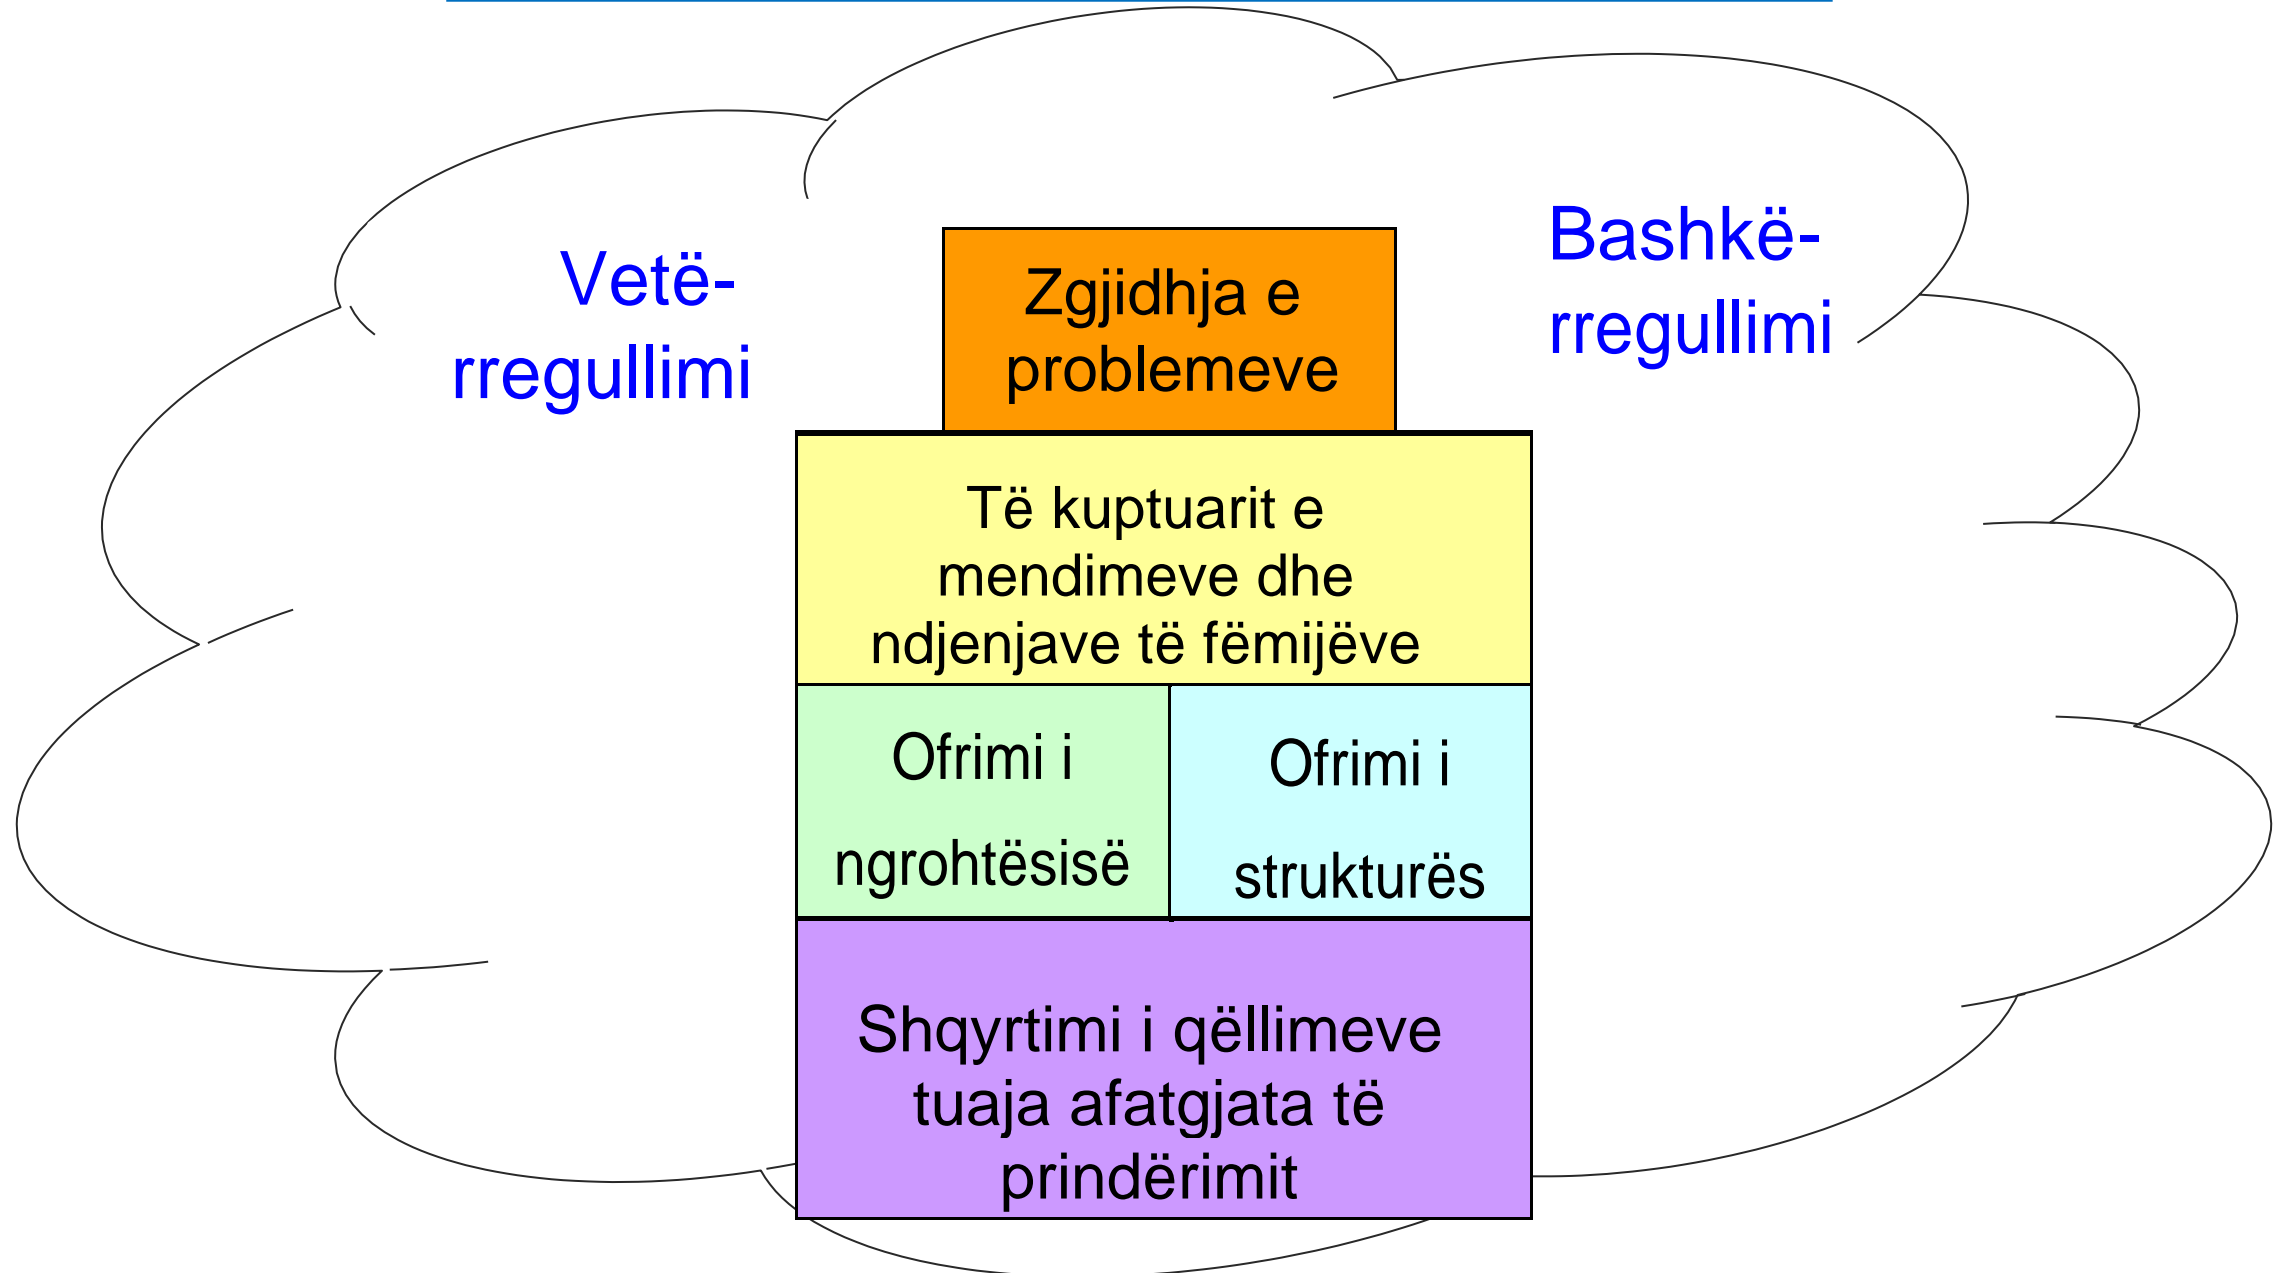 Vetë-
rregullimi
Bashkë-
rregullimi
Zgjidhja e
problemeve
Të kuptuarit e
mendimeve dhe
ndjenjave të fëmijëve
Ofrimi i
ngrohtësisë
Ofrimi i
strukturës
Shqyrtimi i qëllimeve
tuaja afatgjata të
prindërimit